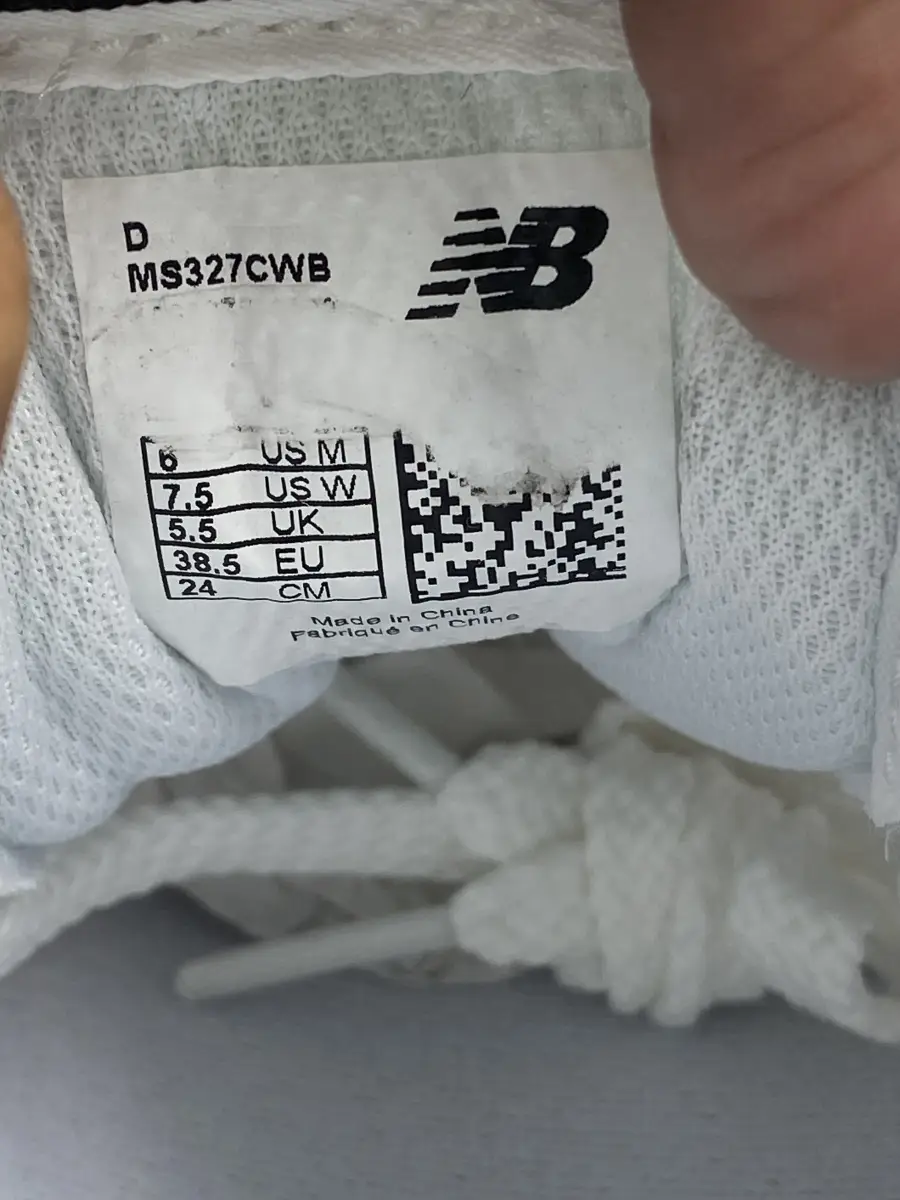 D
MS327CWB
NB
6 US M
7.5 US W
5.5 UK
38.5 EU
24 CM
Made in China
Fabriqué en Chine